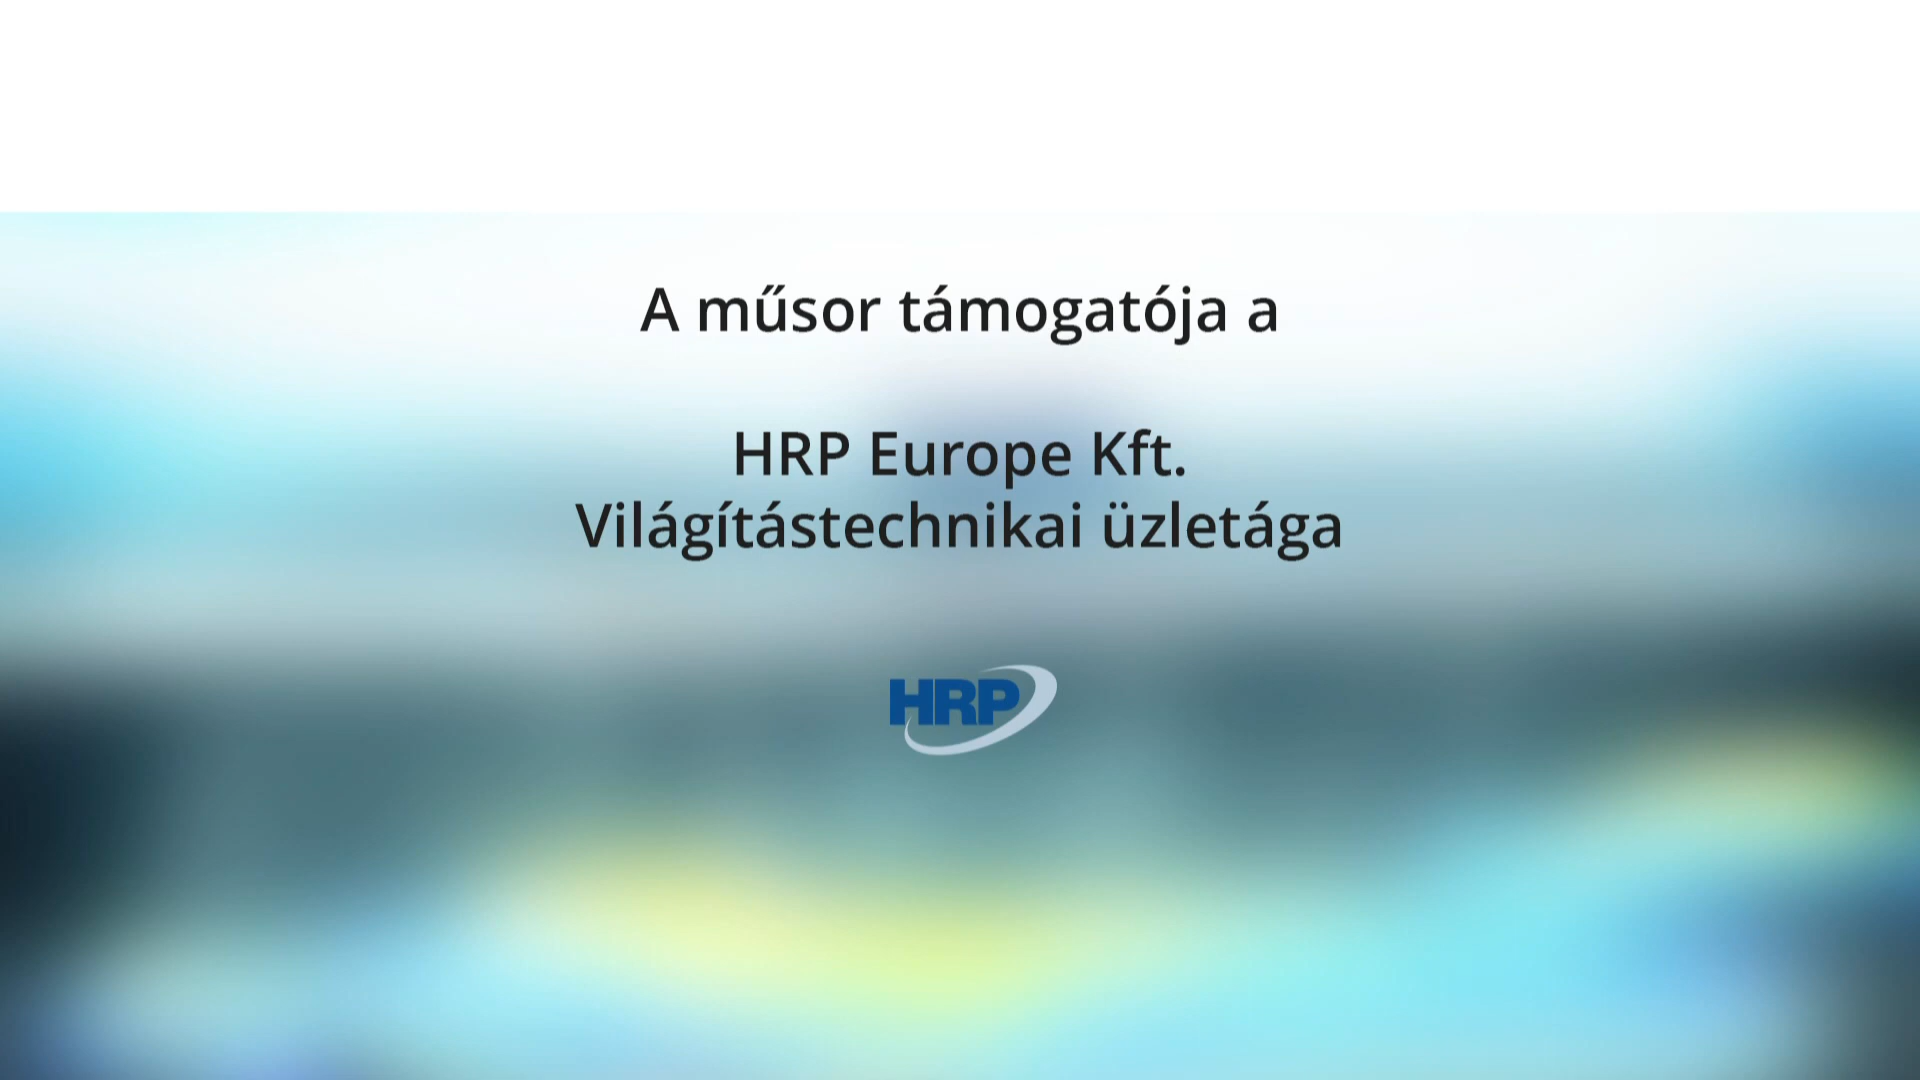 A műsor támogatója a
HRP Europe Kft.
Világítástechnikai üzletága
HRP